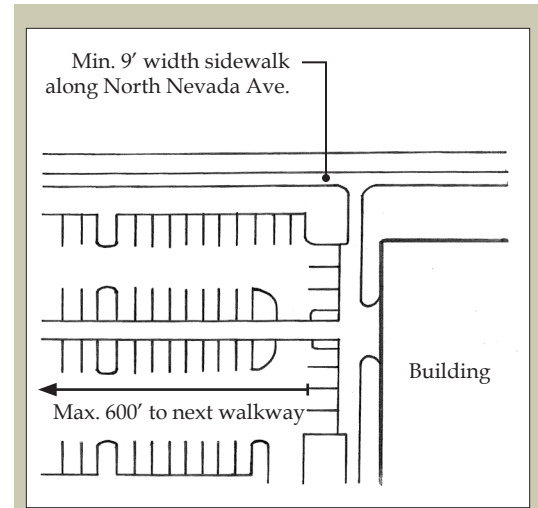 Min. 9′ width sidewalk
along North Nevada Ave.
Building
Max. 600′ to next walkway